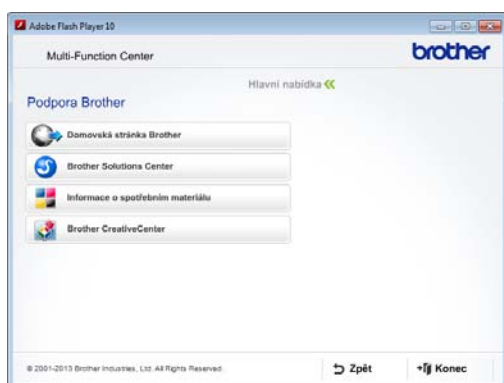 Adobe Flash Player 10
Multi-Function Center
brother
Hlavní nabídka
Podpora Brother
Domovská stránka Brother
Brother Solutions Center
Informace o spotřebním materiálu
Brother CreativeCenter
© 2001-2013 Brother Industries, Ltd. All Rights Reserved.
Zpět
Konec